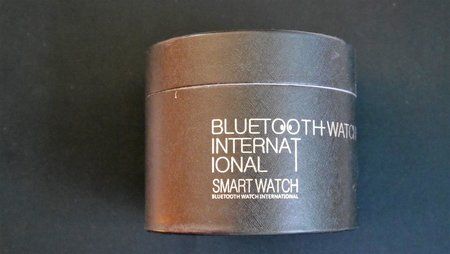 BLUETOOTH WATCH
INTERNAT
IONAL
SMART WATCH
BLUETOOTH WATCH INTERNATIONAL